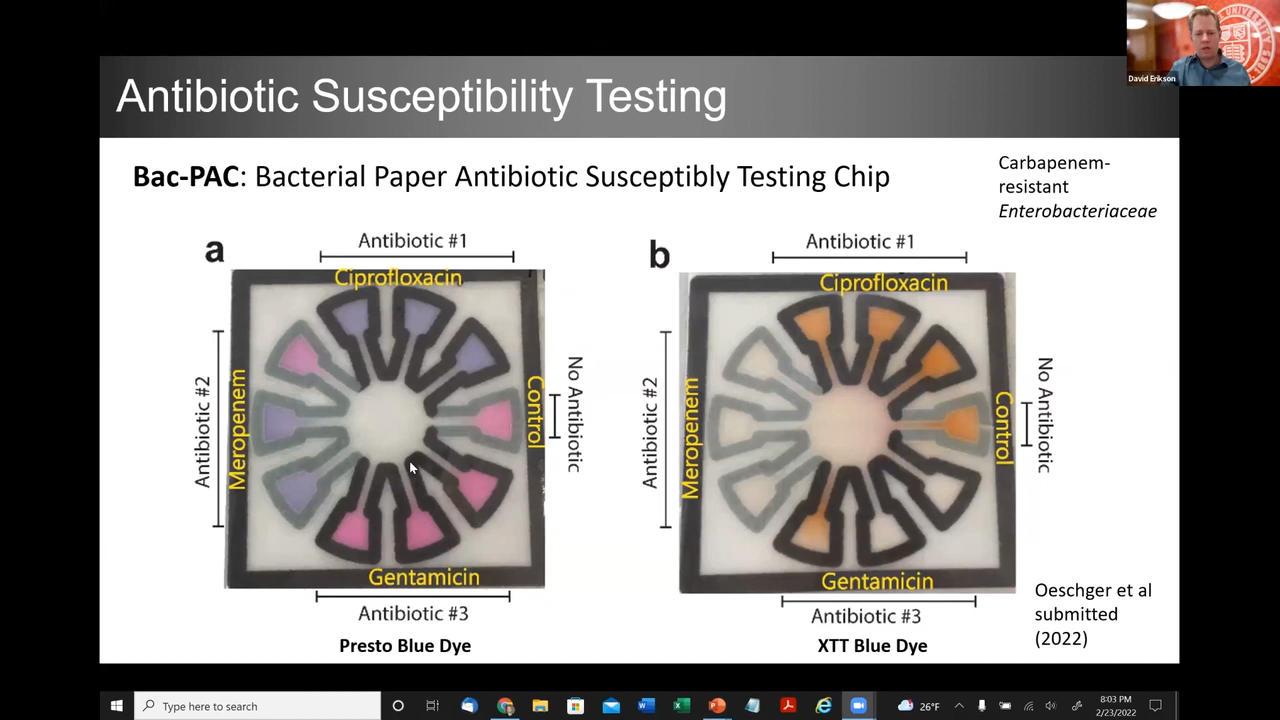 David Erikson
Antibiotic Susceptibility Testing
Bac-PAC: Bacterial Paper Antibiotic Susceptibly Testing Chip
Carbapenem-
resistant
Enterobacteriaceae
a
Antibiotic #1
Ciprofloxacin
Antibiotic #2
Meropenem
Control
No Antibiotic
Gentamicin
Antibiotic #3
Presto Blue Dye
b
Antibiotic #1
Ciprofloxacin
Antibiotic #2
Meropenem
Control
No Antibiotic
Gentamicin
Antibiotic #3
XTT Blue Dye
Oeschger et al
submitted
(2022)
Type here to search
26°F
8:03 PM
2/23/2022